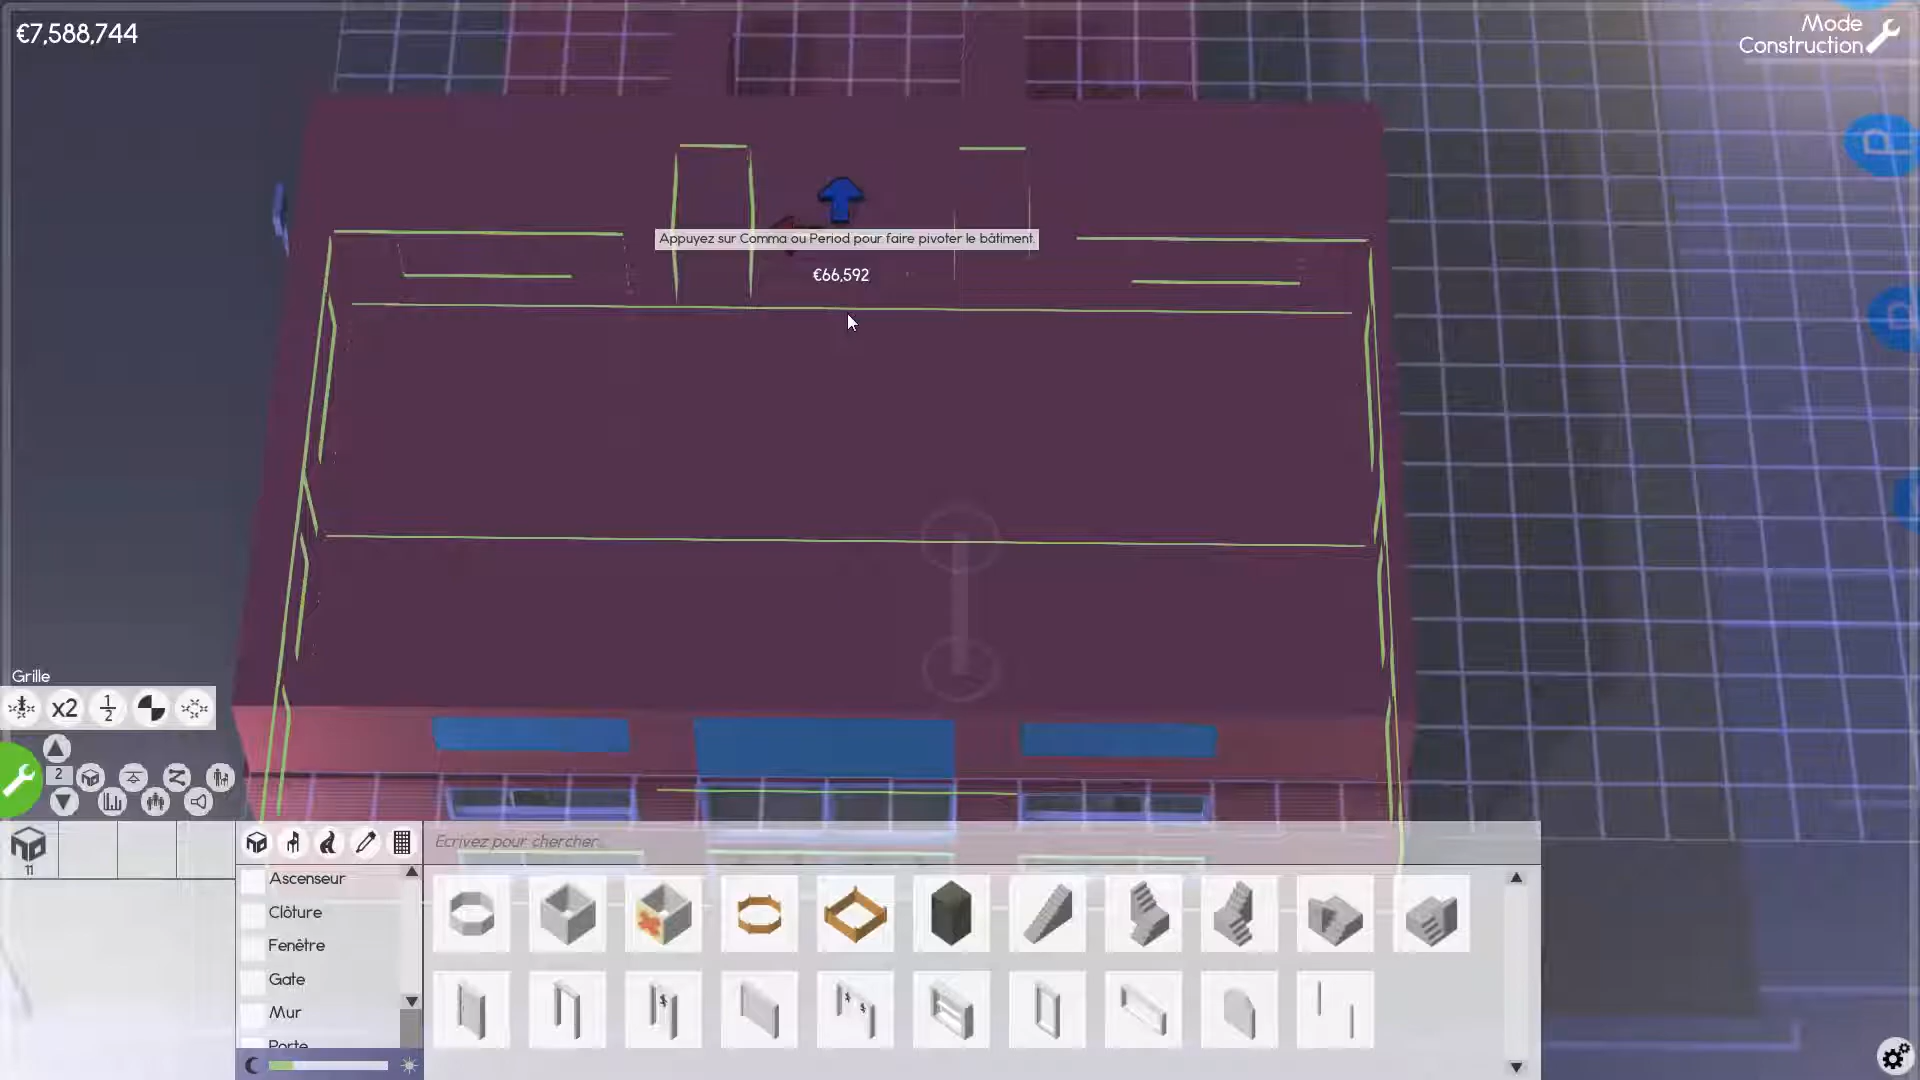 €7,588,744
Mode
Construction
Appuyez sur Comma ou Period pour faire pivoter le bâtiment.
€66,592
Grille
x2
1
2
2
11
Ecrivez pour chercher...
Ascenseur
Clôture
Fenêtre
Gate
Mur
Porte
P
P